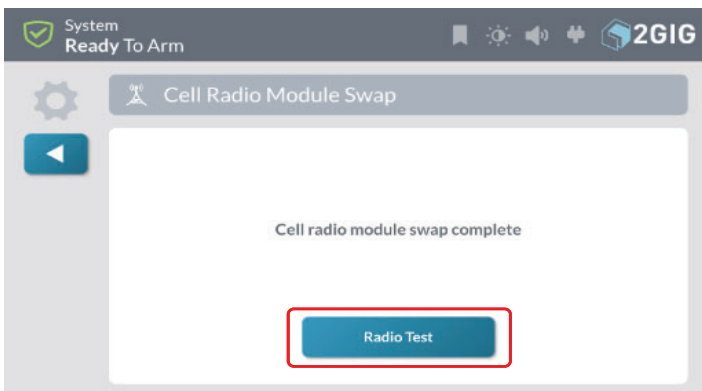 System
Ready To Arm
2GIG
Cell Radio Module Swap
Cell radio module swap complete
Radio Test